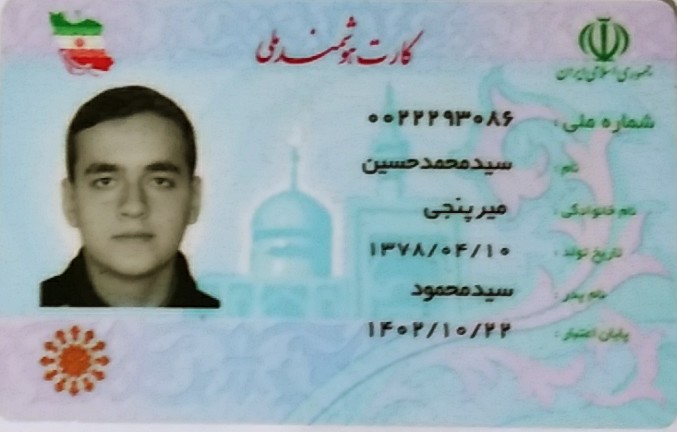 کارت هوشمند ملی
جمهوری اسلامی ایران
شماره ملی: ۰۰۲۲۲۹۳۰۸۶
نام: سیدمحمدحسین
نام خانوادگی: میرپنجی
تاریخ تولد: ۱۳۷۸/۰۴/۱۰
نام پدر: سیدمحمود
پایان اعتبار: ۱۴۰۲/۱۰/۲۲